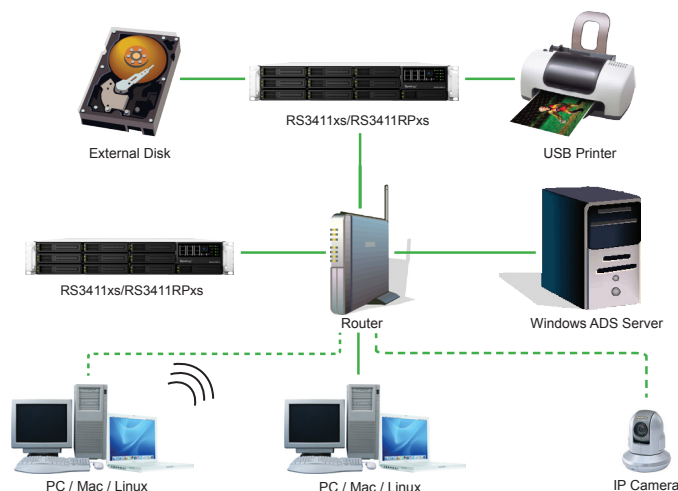 RS3411xs/RS3411RPxs
External Disk
USB Printer
RS3411xs/RS3411RPxs
Router
Windows ADS Server
PC / Mac / Linux
PC / Mac / Linux
IP Camera